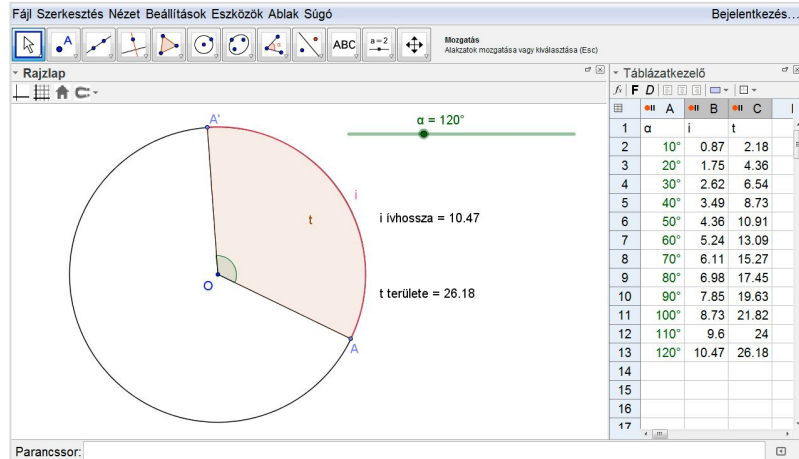 Fájl Szerkesztés Nézet Beállítások Eszközök Ablak Súgó Bejelentkezés...
A ABC a=2 Mozgatás
Alakzatok mozgatása vagy kiválasztása (Esc)
Rajzlap
Táblázatkezelő
fx F D
A B C
1 α i t
2 10° 0.87 2.18
3 20° 1.75 4.36
4 30° 2.62 6.54
5 40° 3.49 8.73
6 50° 4.36 10.91
7 60° 5.24 13.09
8 70° 6.11 15.27
9 80° 6.98 17.45
10 90° 7.85 19.63
11 100° 8.73 21.82
12 110° 9.6 24
13 120° 10.47 26.18
14
15
16
17
A'
α = 120°
i
t
i ívhossza = 10.47
O
t területe = 26.18
A
Parancssor: